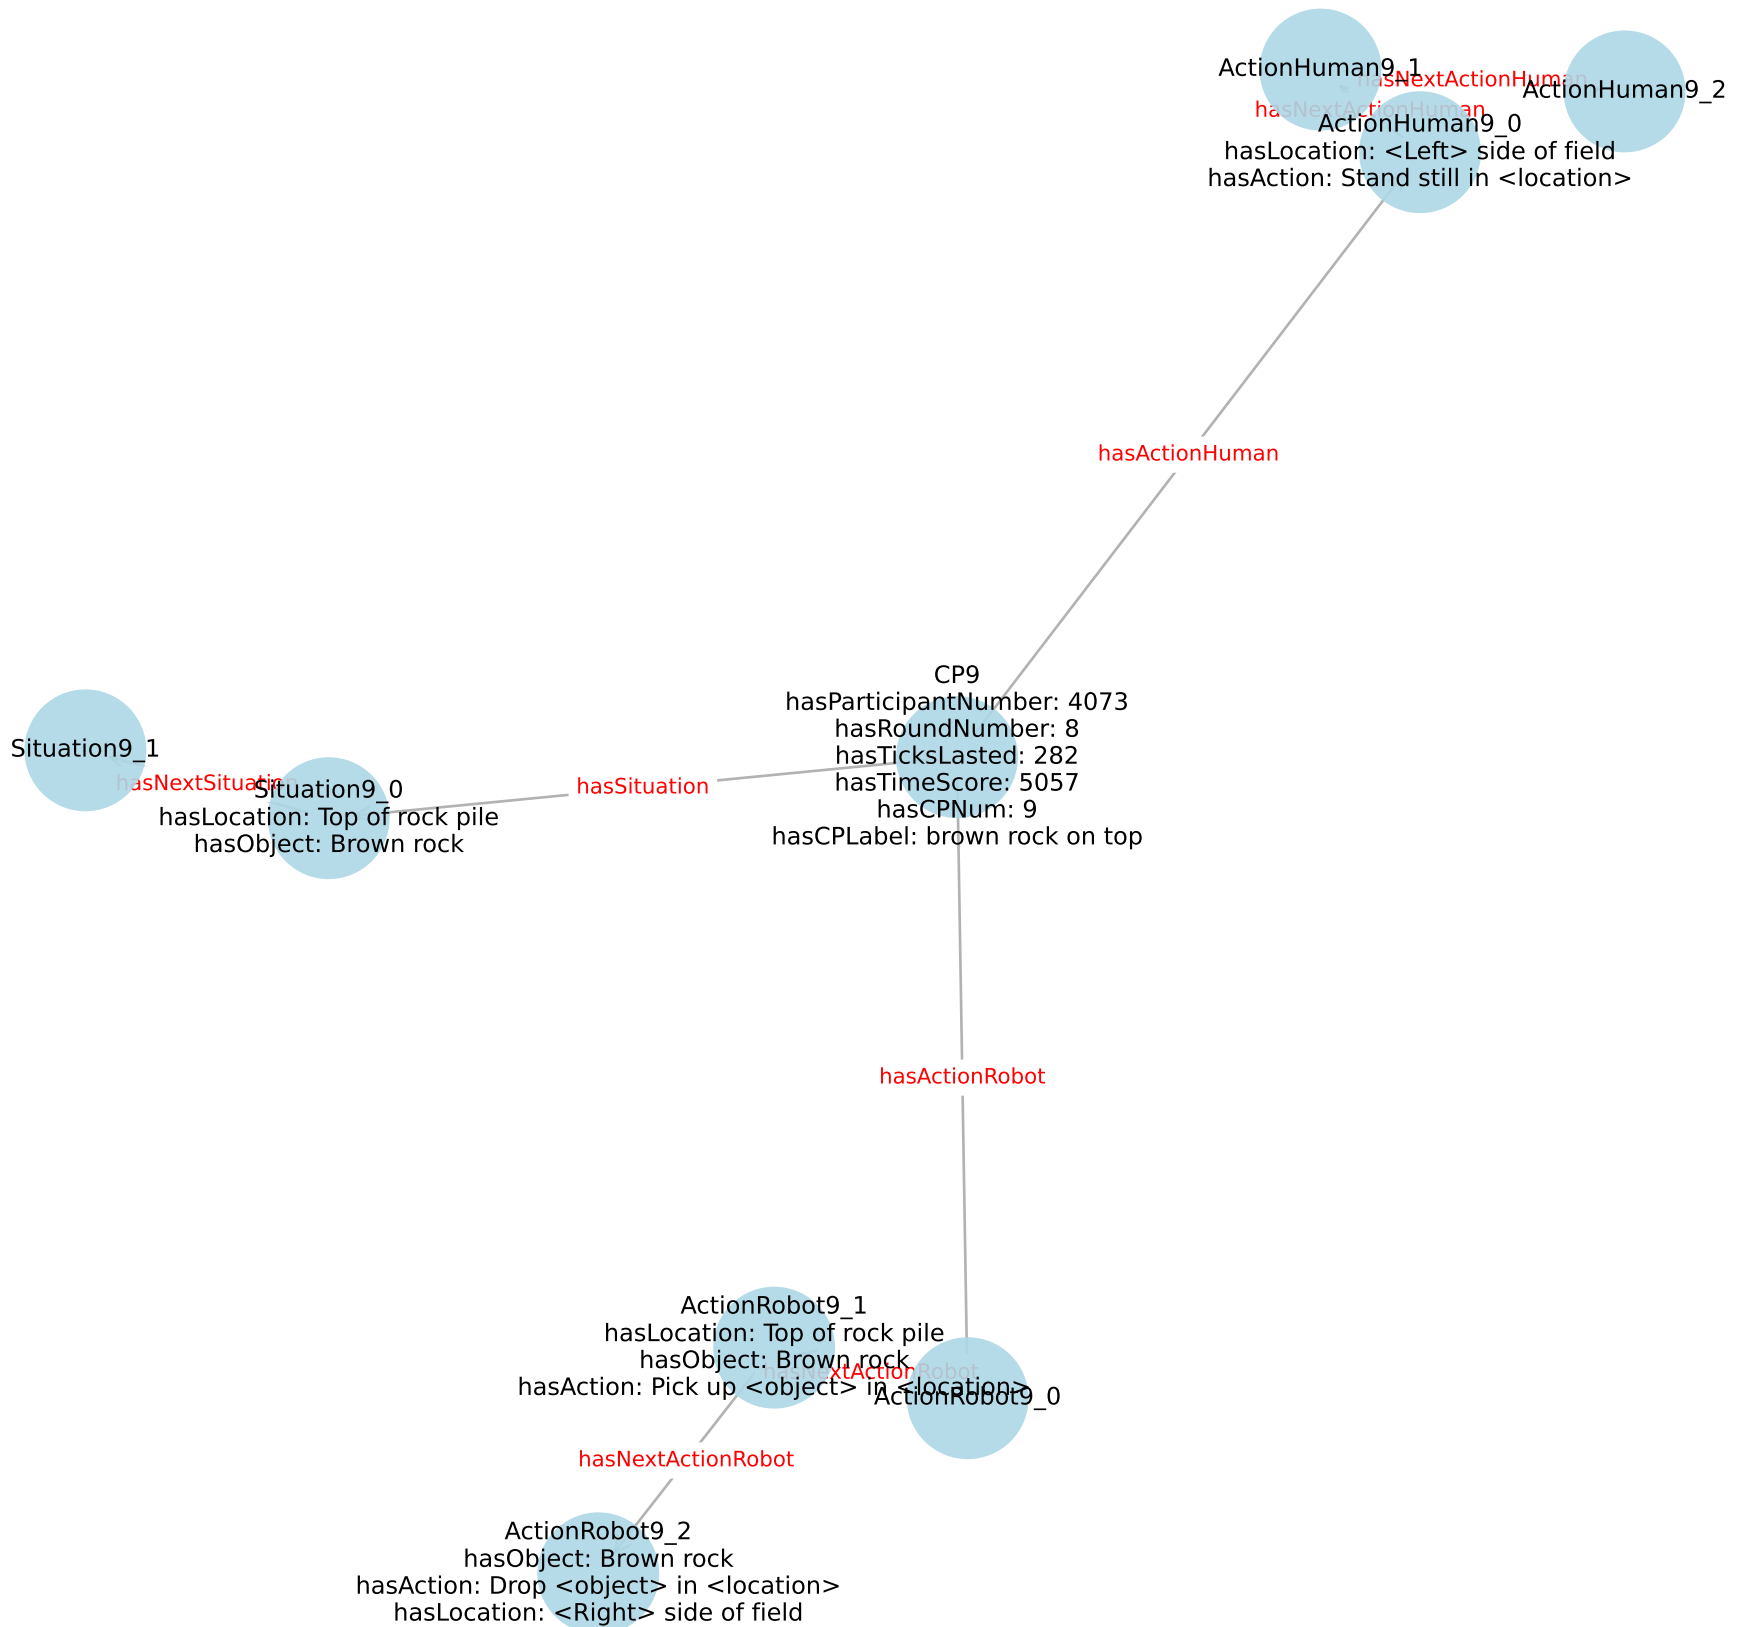 ActionHuman9_1
hasNextActionHuman
ActionHuman9_2
hasNextActionHuman
ActionHuman9_0
hasLocation: <Left> side of field
hasAction: Stand still in <location>
hasActionHuman
CP9
hasParticipantNumber: 4073
hasRoundNumber: 8
hasTicksLasted: 282
hasTimeScore: 5057
hasCPNum: 9
hasCPLabel: brown rock on top
Situation9_1
hasNextSituation
Situation9_0
hasLocation: Top of rock pile
hasObject: Brown rock
hasSituation
hasActionRobot
ActionRobot9_1
hasLocation: Top of rock pile
hasObject: Brown rock
hasAction: Pick up <object> in <location>
hasNextActionRobot
ActionRobot9_0
hasNextActionRobot
ActionRobot9_2
hasObject: Brown rock
hasAction: Drop <object> in <location>
hasLocation: <Right> side of field